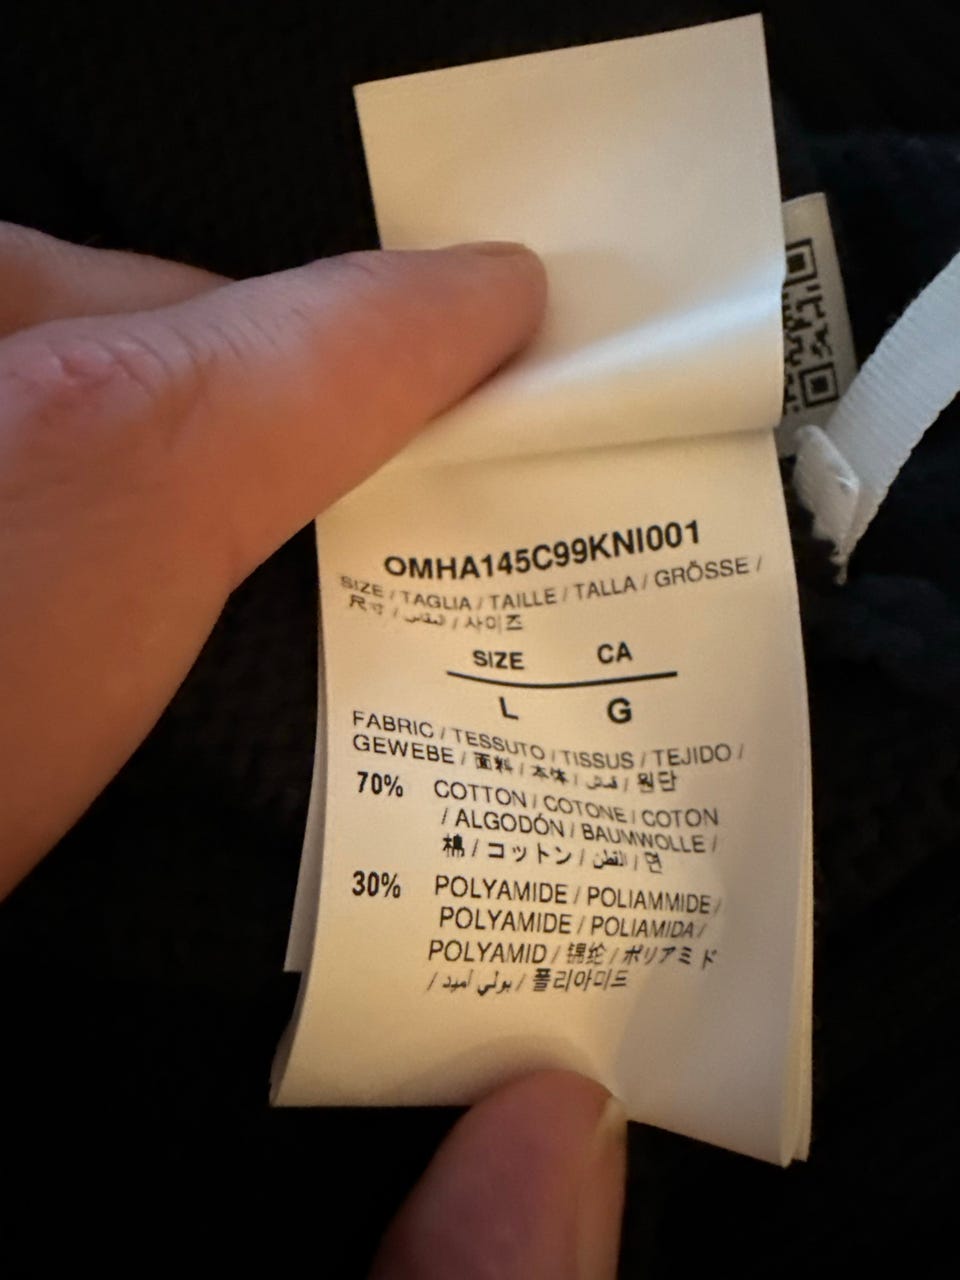 OMHA145C99KNI001
SIZE / TAGLIA / TAILLE / TALLA / GRÖSSE /
尺寸 / المقاس / 사이즈
SIZE CA
L G
FABRIC / TESSUTO / TISSUS / TEJIDO /
GEWEBE / 面料 / 本体 / قماش / 원단
70% COTTON / COTONE / COTON
/ ALGODÓN / BAUMWOLLE /
棉 / コットン / القطن / 면
30% POLYAMIDE / POLIAMMIDE /
POLYAMIDE / POLIAMIDA /
POLYAMID / 锦纶 / ポリアミド
/ بولي أميد / 폴리아미드